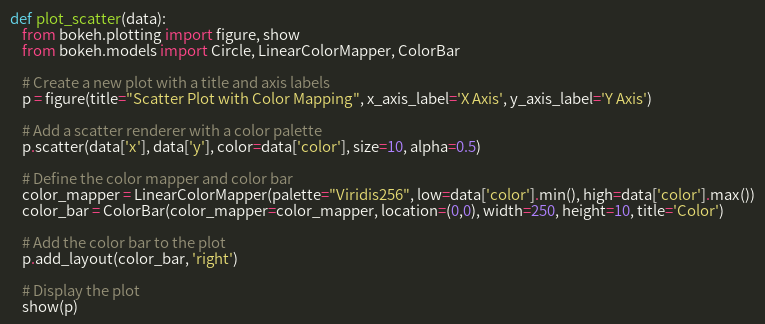 def plot_scatter(data):
from bokeh.plotting import figure, show
from bokeh.models import Circle, LinearColorMapper, ColorBar
# Create a new plot with a title and axis labels
p = figure(title="Scatter Plot with Color Mapping", x_axis_label='X Axis', y_axis_label='Y Axis')
# Add a scatter renderer with a color palette
p.scatter(data['x'], data['y'], color=data['color'], size=10, alpha=0.5)
# Define the color mapper and color bar
color_mapper = LinearColorMapper(palette="Viridis256", low=data['color'].min(), high=data['color'].max())
color_bar = ColorBar(color_mapper=color_mapper, location=(0,0), width=250, height=10, title='Color')
# Add the color bar to the plot
p.add_layout(color_bar, 'right')
# Display the plot
show(p)